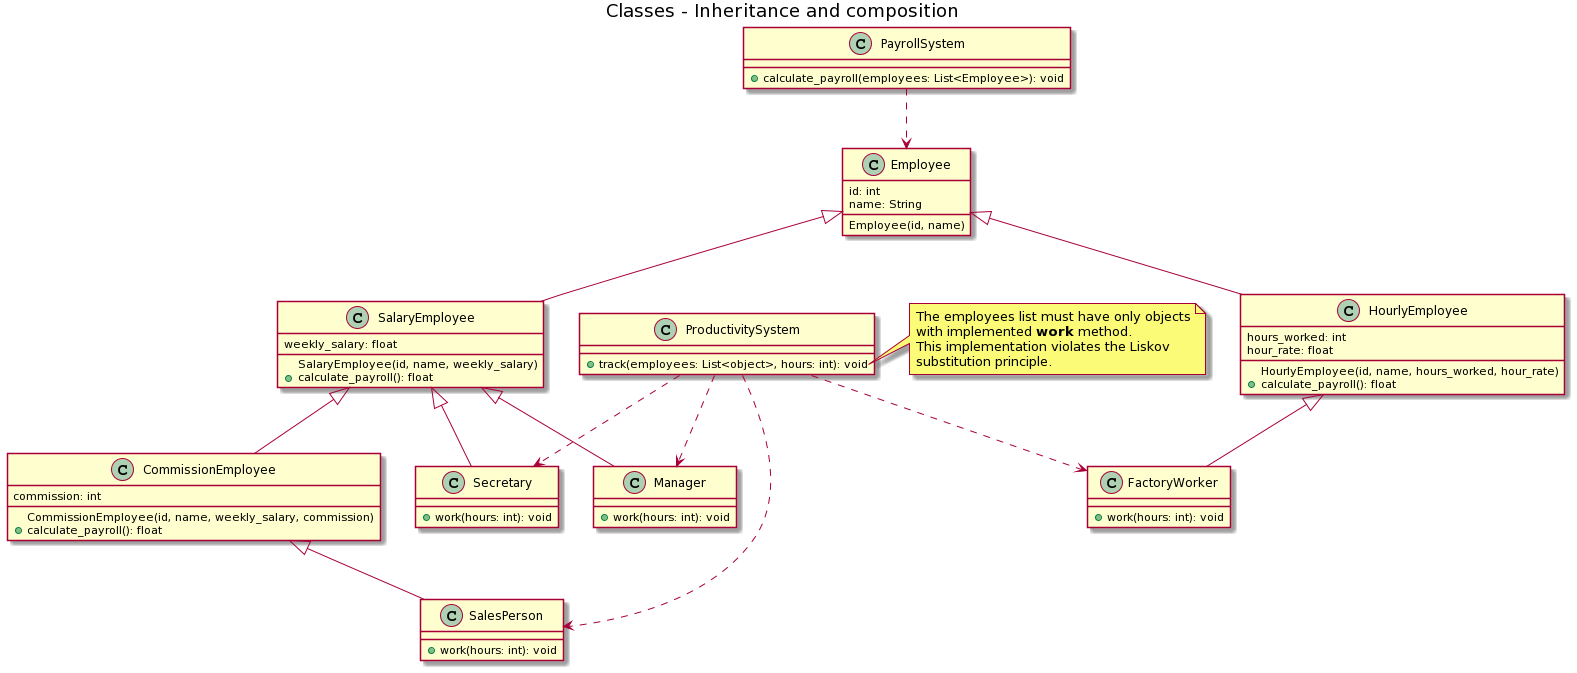 Classes - Inheritance and composition
C PayrollSystem
calculate_payroll(employees: List<Employee>): void
C Employee
id: int
name: String
Employee(id, name)
C SalaryEmployee
weekly_salary: float
SalaryEmployee(id, name, weekly_salary)
calculate_payroll(): float
C ProductivitySystem
track(employees: List<object>, hours: int): void
The employees list must have only objects
with implemented work method.
This implementation violates the Liskov
substitution principle.
C HourlyEmployee
hours_worked: int
hour_rate: float
HourlyEmployee(id, name, hours_worked, hour_rate)
calculate_payroll(): float
C CommissionEmployee
commission: int
CommissionEmployee(id, name, weekly_salary, commission)
calculate_payroll(): float
C Secretary
work(hours: int): void
C Manager
work(hours: int): void
C FactoryWorker
work(hours: int): void
C SalesPerson
work(hours: int): void